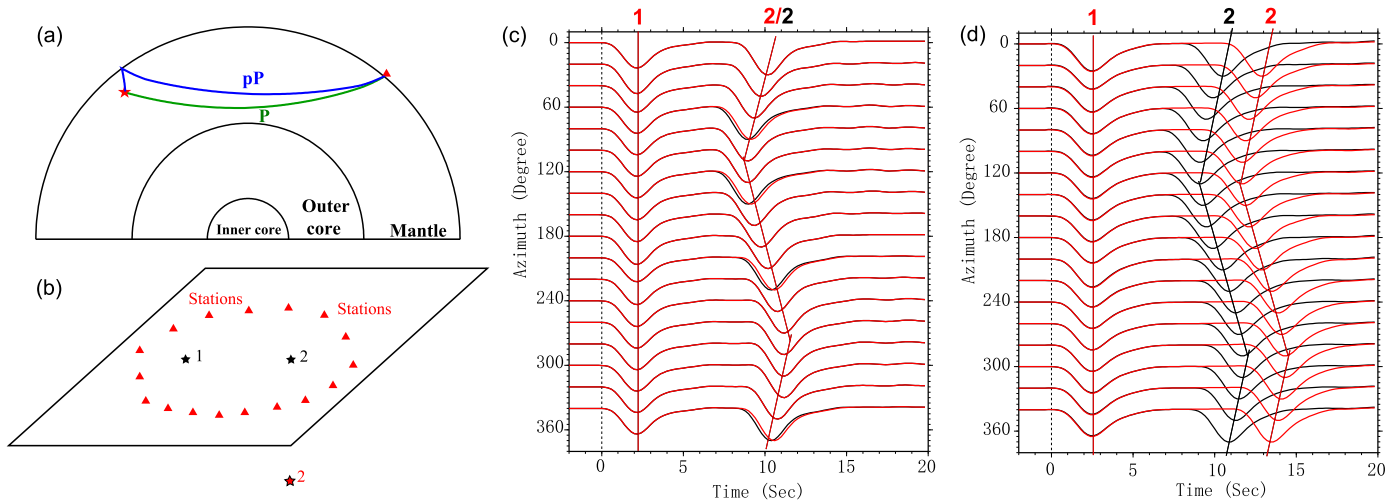 (a)
pP
P
Inner core
Outer
core
Mantle
(b)
Stations
Stations
1
2
2
(c)
1
2/2
0
60
120
180
240
300
360
Azimuth (Degree)
0
5
10
15
20
Time (Sec)
(d)
1
2
2
0
60
120
180
240
300
360
Azimuth (Degree)
0
5
10
15
20
Time (Sec)